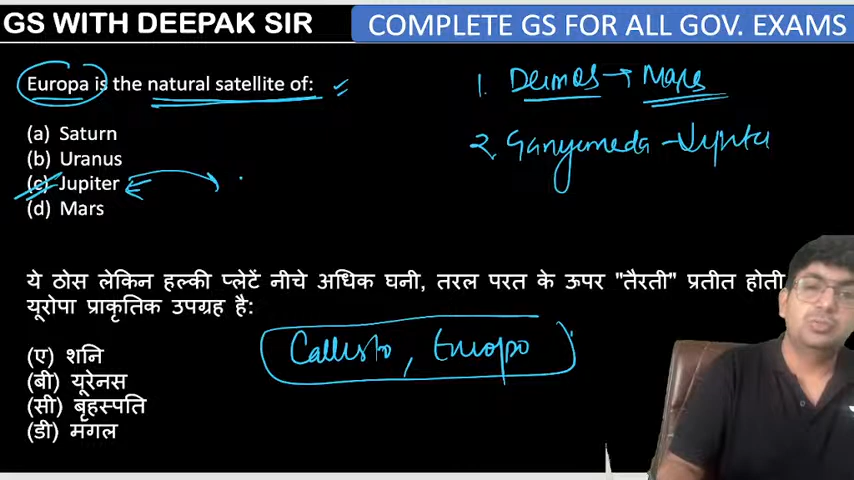 GS WITH DEEPAK SIR
COMPLETE GS FOR ALL GOV. EXAMS
Europa is the natural satellite of:
(a) Saturn
(b) Uranus
(c) Jupiter
(d) Mars
1. Deimos → Mars
2. Ganymeda - Jupiter
ये ठोस लेकिन हल्की प्लेटें नीचे अधिक घनी, तरल परत के ऊपर "तैरती" प्रतीत होती
यूरोपा प्राकृतिक उपग्रह है:
(ए) शनि
(बी) यूरेनस
(सी) बृहस्पति
(डी) मंगल
Callisto, Europa